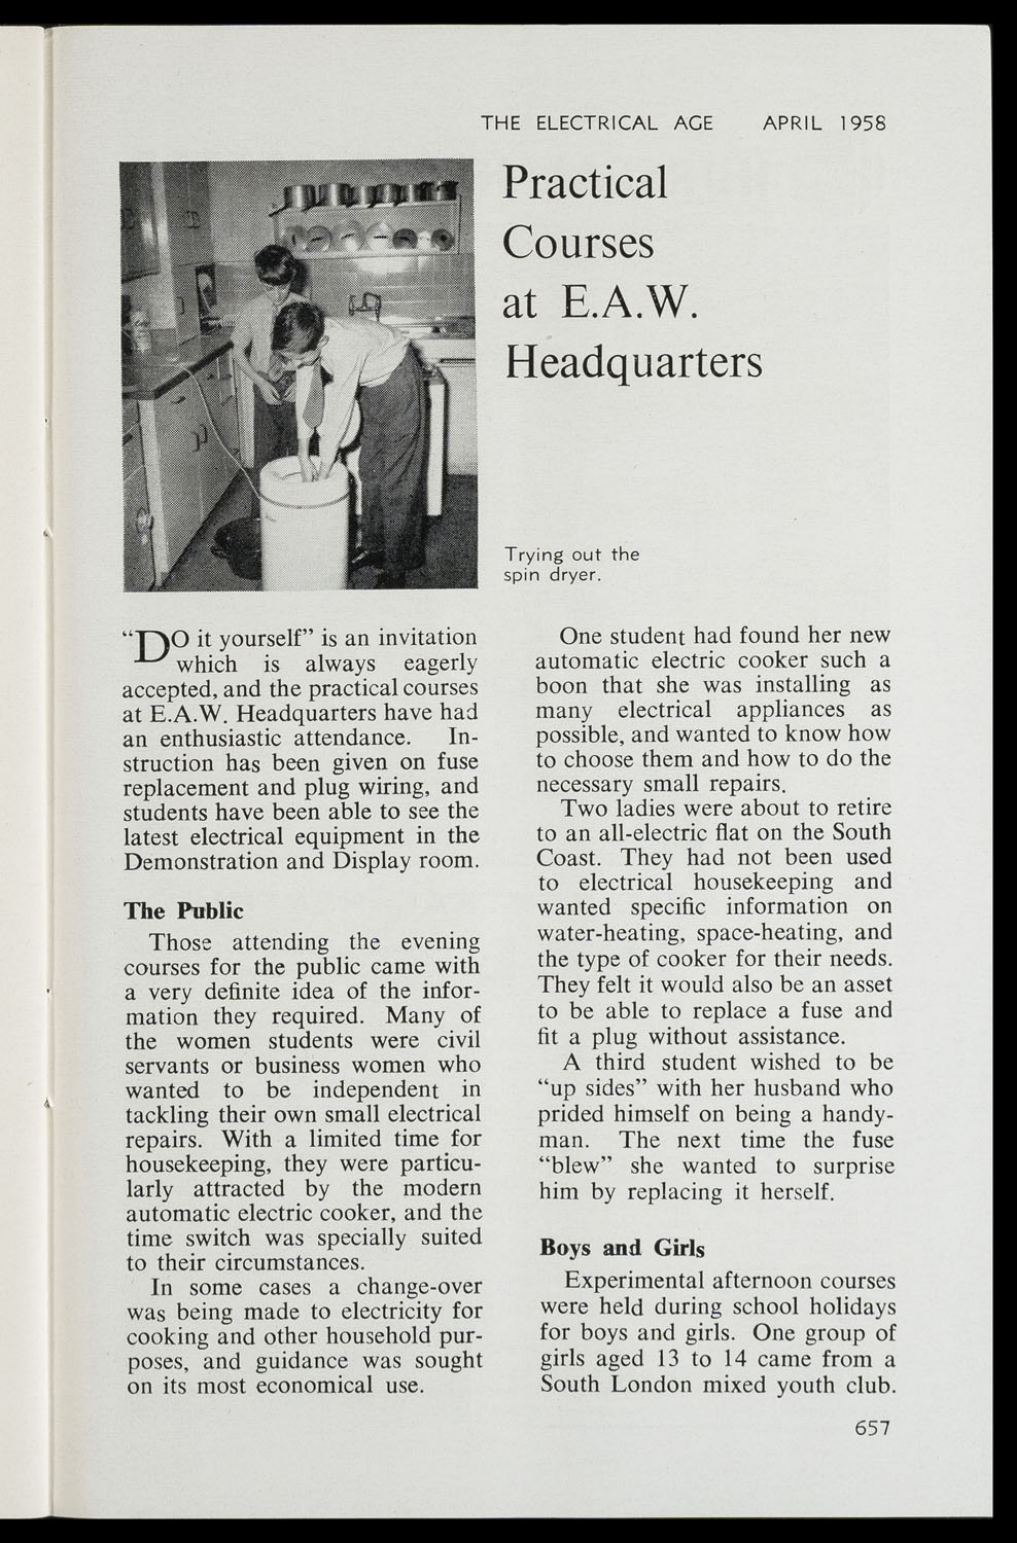 THE ELECTRICAL AGE APRIL 1958
Practical
Courses
at E.A.W.
Headquarters
Trying out the
spin dryer.
“DO it yourself” is an invitation
which is always eagerly
accepted, and the practical courses
at E.A.W. Headquarters have had
an enthusiastic attendance. In-
struction has been given on fuse
replacement and plug wiring, and
students have been able to see the
latest electrical equipment in the
Demonstration and Display room.
The Public
Those attending the evening
courses for the public came with
a very definite idea of the infor-
mation they required. Many of
the women students were civil
servants or business women who
wanted to be independent in
tackling their own small electrical
repairs. With a limited time for
housekeeping, they were particu-
larly attracted by the modern
automatic electric cooker, and the
time switch was specially suited
to their circumstances.
In some cases a change-over
was being made to electricity for
cooking and other household pur-
poses, and guidance was sought
on its most economical use.
One student had found her new
automatic electric cooker such a
boon that she was installing as
many electrical appliances as
possible, and wanted to know how
to choose them and how to do the
necessary small repairs.
Two ladies were about to retire
to an all-electric flat on the South
Coast. They had not been used
to electrical housekeeping and
wanted specific information on
water-heating, space-heating, and
the type of cooker for their needs.
They felt it would also be an asset
to be able to replace a fuse and
fit a plug without assistance.
A third student wished to be
“up sides” with her husband who
prided himself on being a handy-
man. The next time the fuse
“blew” she wanted to surprise
him by replacing it herself.
Boys and Girls
Experimental afternoon courses
were held during school holidays
for boys and girls. One group of
girls aged 13 to 14 came from a
South London mixed youth club.
657